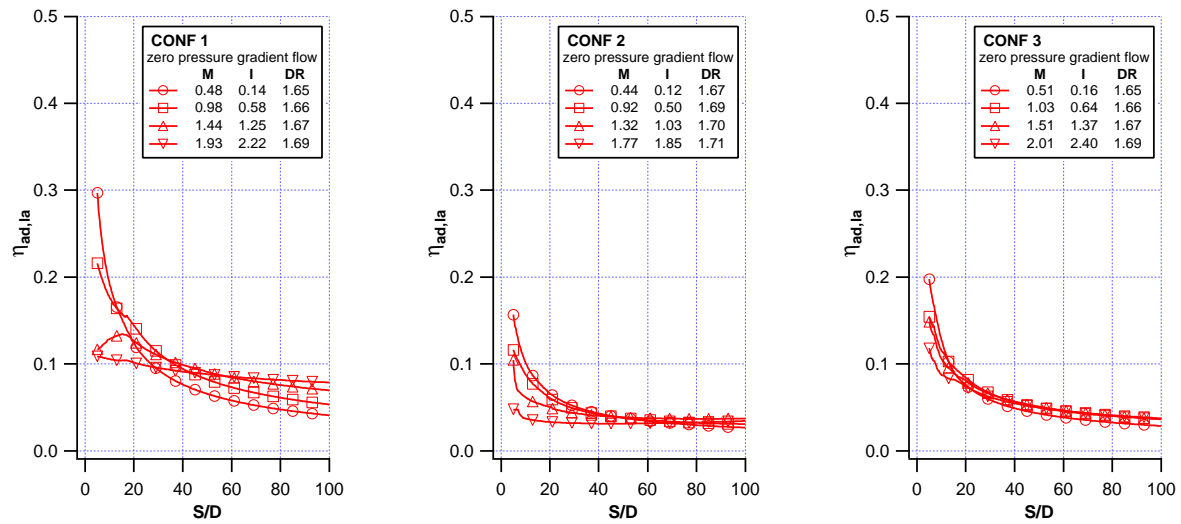 0.5
0.4
0.3
0.2
0.1
0.0
ηad,la
0
20
40
60
80
100
S/D
CONF 1
zero pressure gradient flow
M I DR
0.48 0.14 1.65
0.98 0.58 1.66
1.44 1.25 1.67
1.93 2.22 1.69
0.5
0.4
0.3
0.2
0.1
0.0
ηad,la
0
20
40
60
80
100
S/D
CONF 2
zero pressure gradient flow
M I DR
0.44 0.12 1.67
0.92 0.50 1.69
1.32 1.03 1.70
1.77 1.85 1.71
0.5
0.4
0.3
0.2
0.1
0.0
ηad,la
0
20
40
60
80
100
S/D
CONF 3
zero pressure gradient flow
M I DR
0.51 0.16 1.65
1.03 0.64 1.66
1.51 1.37 1.67
2.01 2.40 1.69